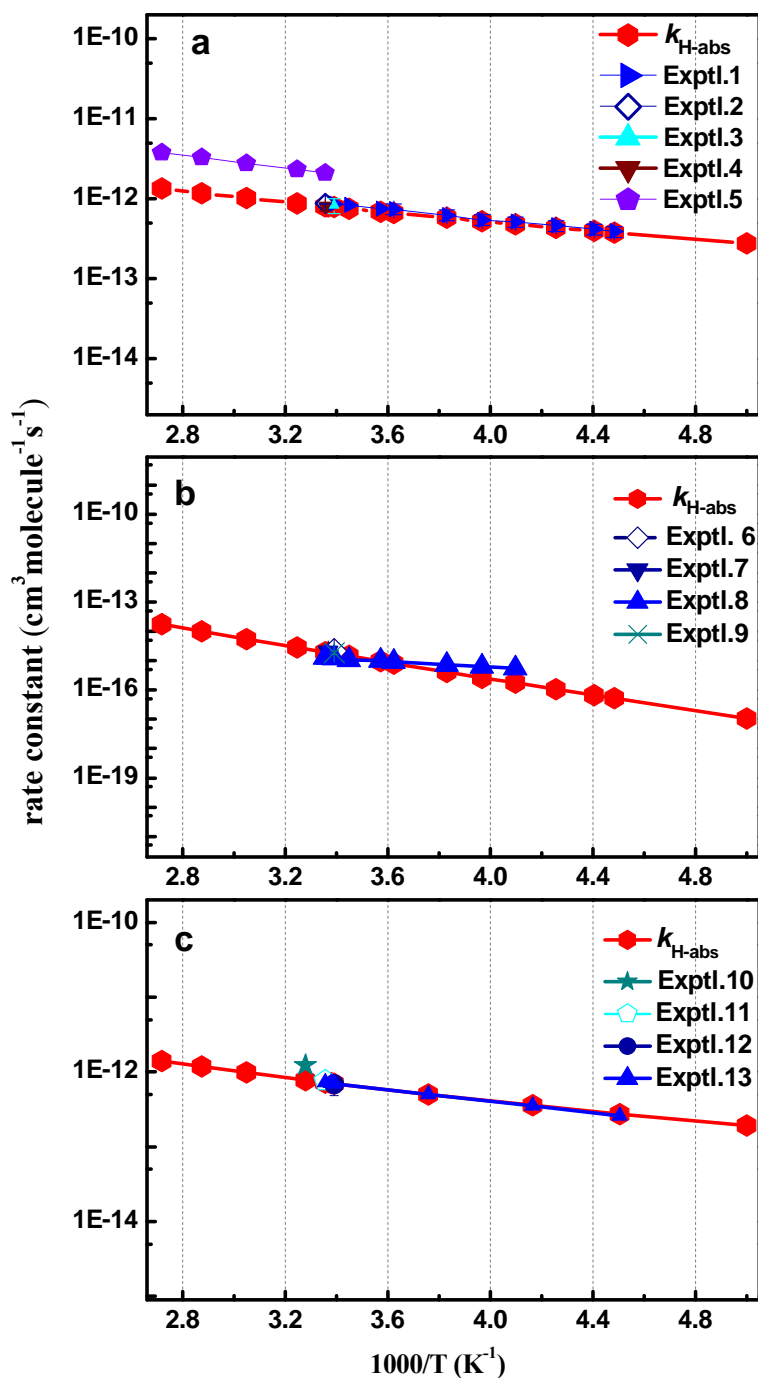 a
1E-10
1E-11
1E-12
1E-13
1E-14
k_H-abs
Exptl.1
Exptl.2
Exptl.3
Exptl.4
Exptl.5
2.8 3.2 3.6 4.0 4.4 4.8
b
1E-10
1E-13
1E-16
1E-19
k_H-abs
Exptl. 6
Exptl.7
Exptl.8
Exptl.9
2.8 3.2 3.6 4.0 4.4 4.8
c
1E-10
1E-12
1E-14
k_H-abs
Exptl.10
Exptl.11
Exptl.12
Exptl.13
2.8 3.2 3.6 4.0 4.4 4.8
rate constant (cm³ molecule⁻¹ s⁻¹)
1000/T (K⁻¹)